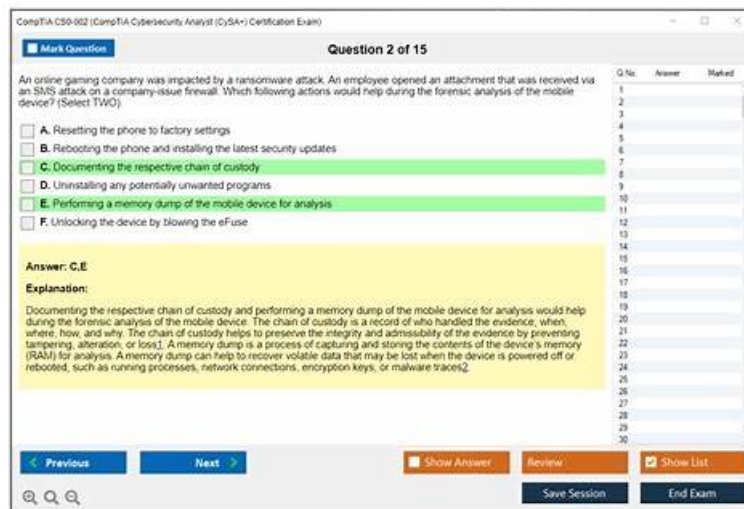 CompTIA CS0-002 (CompTIA Cybersecurity Analyst (CySA+) Certification Exam)
Mark Question
Question 2 of 15
An online gaming company was impacted by a ransomware attack. An employee opened an attachment that was received via
an SMS attack on a company-issue firewall. Which following actions would help during the forensic analysis of the mobile
device? (Select TWO).
A. Resetting the phone to factory settings
B. Rebooting the phone and installing the latest security updates
C. Documenting the respective chain of custody
D. Uninstalling any potentially unwanted programs
E. Performing a memory dump of the mobile device for analysis
F. Unlocking the device by blowing the eFuse
Answer: C,E
Explanation:
Documenting the respective chain of custody and performing a memory dump of the mobile device for analysis would help
during the forensic analysis of the mobile device. The chain of custody is a record of who handled the evidence, when,
where, how, and why. The chain of custody helps to preserve the integrity and admissibility of the evidence by preventing
tampering, alteration, or loss1. A memory dump is a process of capturing and storing the contents of the device's memory
(RAM) for analysis. A memory dump can help to recover volatile data that may be lost when the device is powered off or
rebooted, such as running processes, network connections, encryption keys, or malware traces2.
Q.No. Answer Marked
1
2
3
4
5
6
7
8
9
10
11
12
13
14
15
16
17
18
19
20
21
22
23
24
25
26
27
28
29
30
Previous
Next
Show Answer
Review
Show List
Save Session
End Exam